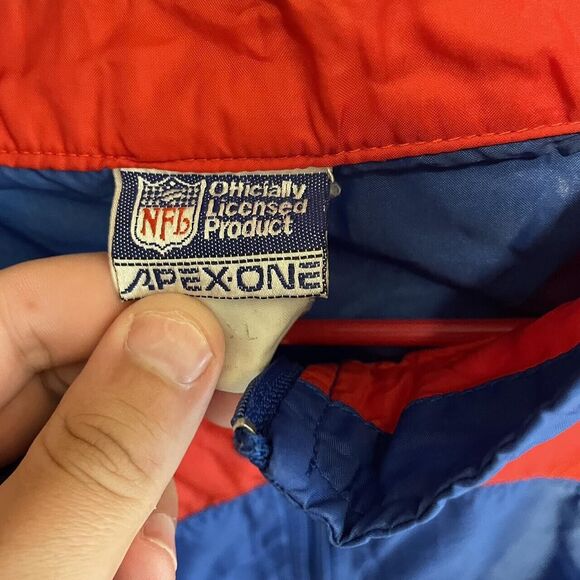 NFL
Officially
Licensed
Product
APEX ONE